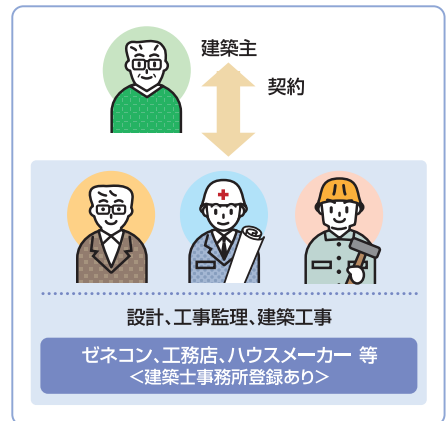 建築主
契約
設計、工事監理、建築工事
ゼネコン、工務店、ハウスメーカー 等
＜建築士事務所登録あり＞